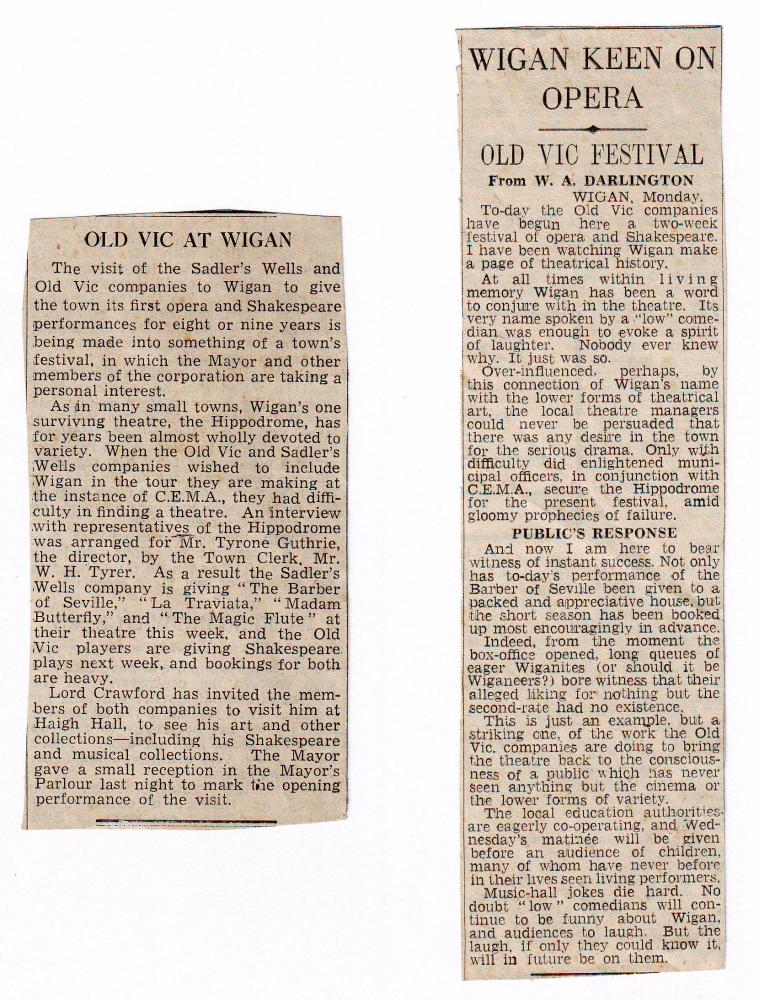 OLD VIC AT WIGAN
The visit of the Sadler's Wells and
Old Vic companies to Wigan to give
the town its first opera and Shakespeare
performances for eight or nine years is
being made into something of a town's
festival, in which the Mayor and other
members of the corporation are taking a
personal interest.
As in many small towns, Wigan's one
surviving theatre, the Hippodrome, has
for years been almost wholly devoted to
variety. When the Old Vic and Sadler's
Wells companies wished to include
Wigan in the tour they are making at
the instance of C.E.M.A., they had diffi-
culty in finding a theatre. An interview
with representatives of the Hippodrome
was arranged for Mr. Tyrone Guthrie,
the director, by the Town Clerk, Mr.
W. H. Tyrer. As a result the Sadler's
Wells company is giving "The Barber
of Seville," "La Traviata," "Madam
Butterfly," and "The Magic Flute" at
their theatre this week, and the Old
Vic players are giving Shakespeare
plays next week, and bookings for both
are heavy.
Lord Crawford has invited the mem-
bers of both companies to visit him at
Haigh Hall, to see his art and other
collections—including his Shakespeare
and musical collections. The Mayor
gave a small reception in the Mayor's
Parlour last night to mark the opening
performance of the visit.
WIGAN KEEN ON
OPERA
OLD VIC FESTIVAL
From W. A. DARLINGTON
WIGAN, Monday.
To-day the Old Vic companies
have begun here a two-week
festival of opera and Shakespeare.
I have been watching Wigan make
a page of theatrical history.
At all times within living
memory Wigan has been a word
to conjure with in the theatre. Its
very name spoken by a "low" come-
dian was enough to evoke a spirit
of laughter. Nobody ever knew
why. It just was so.
Over-influenced, perhaps, by
this connection of Wigan's name
with the lower forms of theatrical
art, the local theatre managers
could never be persuaded that
there was any desire in the town
for the serious drama. Only with
difficulty did enlightened muni-
cipal officers, in conjunction with
C.E.M.A., secure the Hippodrome
for the present festival, amid
gloomy prophecies of failure.
PUBLIC'S RESPONSE
And now I am here to bear
witness of instant success. Not only
has to-day's performance of the
Barber of Seville been given to a
packed and appreciative house, but
the short season has been booked
up most encouragingly in advance.
Indeed, from the moment the
box-office opened, long queues of
eager Wiganites (or should it be
Wiganeers?) bore witness that their
alleged liking for nothing but the
second-rate had no existence.
This is just an example, but a
striking one, of the work the Old
Vic. companies are doing to bring
the theatre back to the conscious-
ness of a public which has never
seen anything but the cinema or
the lower forms of variety.
The local education authorities
are eagerly co-operating, and Wed-
nesday's matinée will be given
before an audience of children,
many of whom have never before
in their lives seen living performers.
Music-hall jokes die hard. No
doubt "low" comedians will con-
tinue to be funny about Wigan,
and audiences to laugh. But the
laugh, if only they could know it,
will in future be on them.